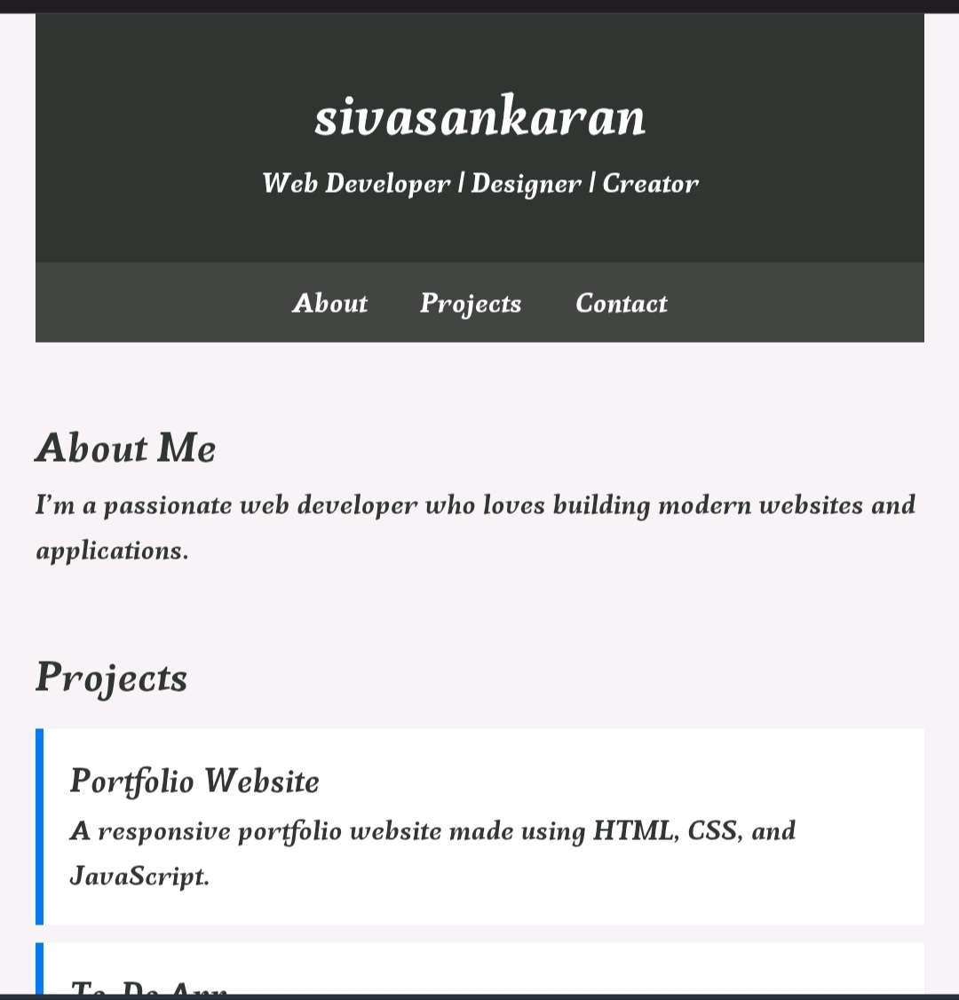 sivasankaran
Web Developer | Designer | Creator
About Projects Contact
About Me
I’m a passionate web developer who loves building modern websites and
applications.
Projects
Portfolio Website
A responsive portfolio website made using HTML, CSS, and
JavaScript.
To-Do App